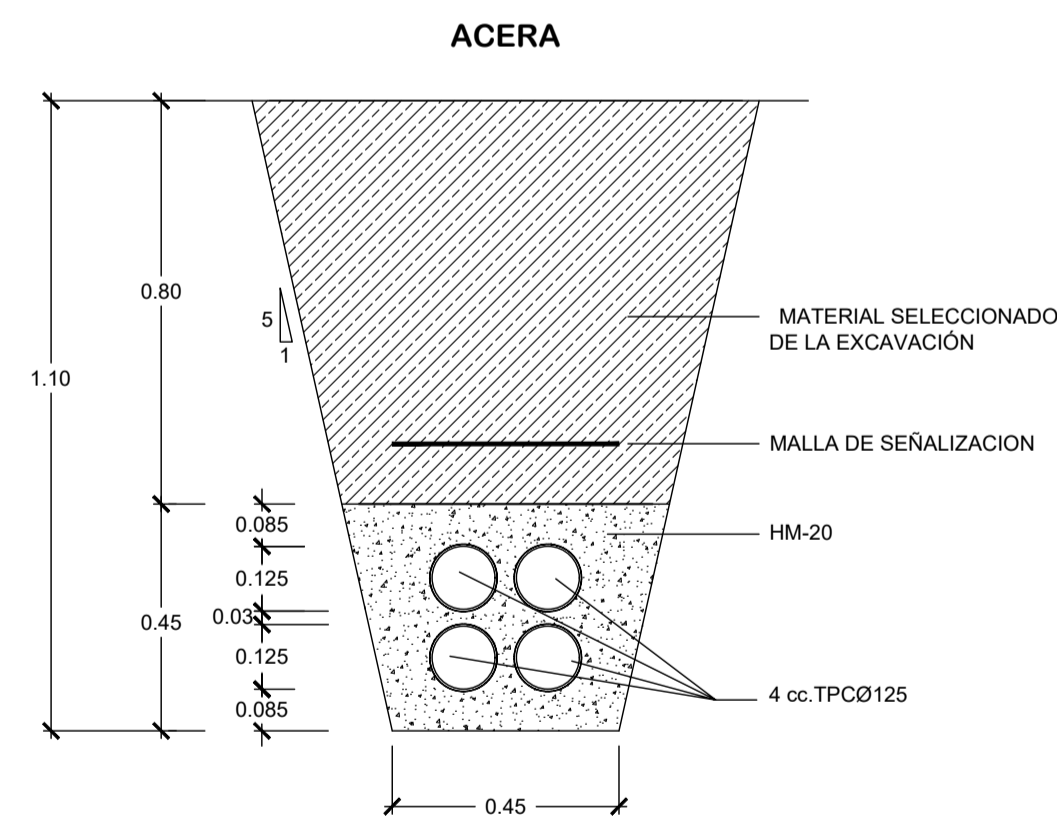 ACERA
0.80
5
1
1.10
MATERIAL SELECCIONADO
DE LA EXCAVACIÓN
MALLA DE SEÑALIZACION
0.085
HM-20
0.125
0.03
0.45
0.125
4 cc.TPCØ125
0.085
0.45